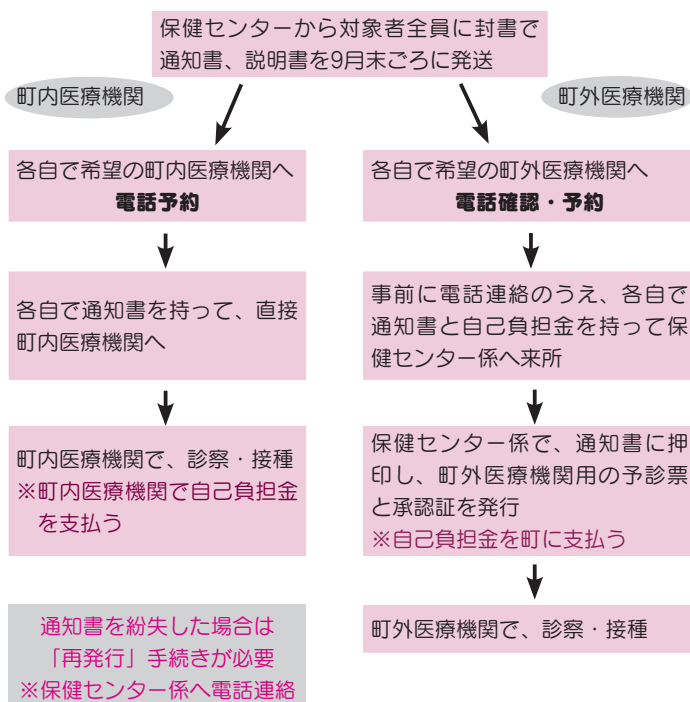 保健センターから対象者全員に封書で
通知書、説明書を9月末ごろに発送
町内医療機関
町外医療機関
各自で希望の町内医療機関へ
電話予約
各自で通知書を持って、直接
町内医療機関へ
町内医療機関で、診察・接種
※町内医療機関で自己負担金
を支払う
通知書を紛失した場合は
「再発行」手続きが必要
※保健センター係へ電話連絡
各自で希望の町外医療機関へ
電話確認・予約
事前に電話連絡のうえ、各自で
通知書と自己負担金を持って保
健センター係へ来所
保健センター係で、通知書に押
印し、町外医療機関用の予診票
と承認証を発行
※自己負担金を町に支払う
町外医療機関で、診察・接種